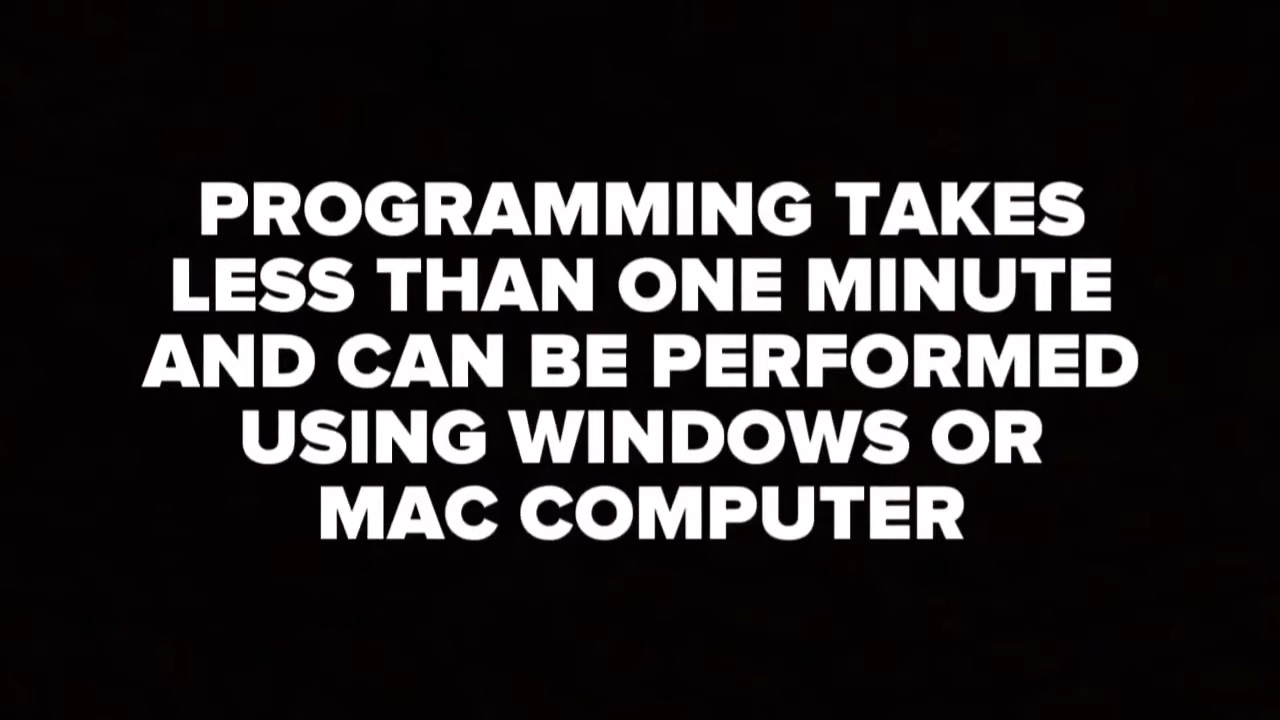 PROGRAMMING TAKES
LESS THAN ONE MINUTE
AND CAN BE PERFORMED
USING WINDOWS OR
MAC COMPUTER